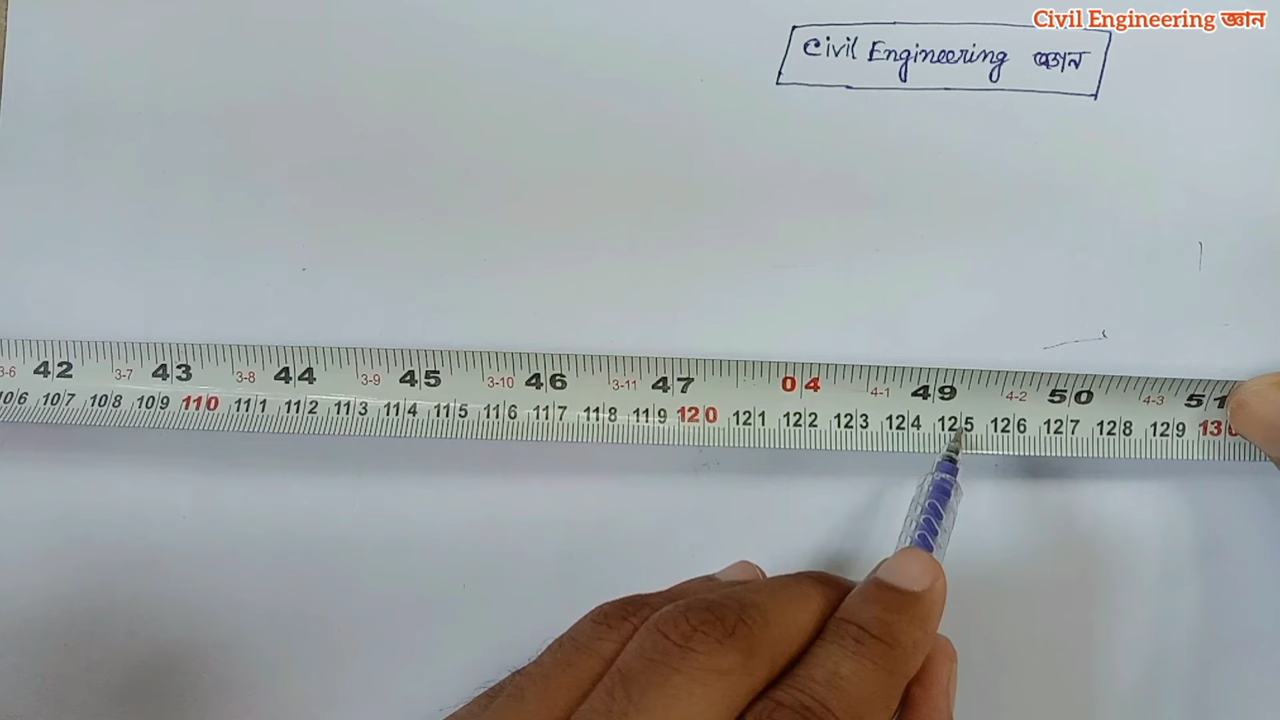 Civil Engineering জ্ঞান
Civil Engineering জ্ঞান
3-6 42 3-7 43 3-8 44 3-9 45 3-10 46 3-11 47 04 4-1 49 4-2 50 4-3 51
106 107 108 109 110 111 112 113 114 115 116 117 118 119 120 121 122 123 124 125 126 127 128 129 130